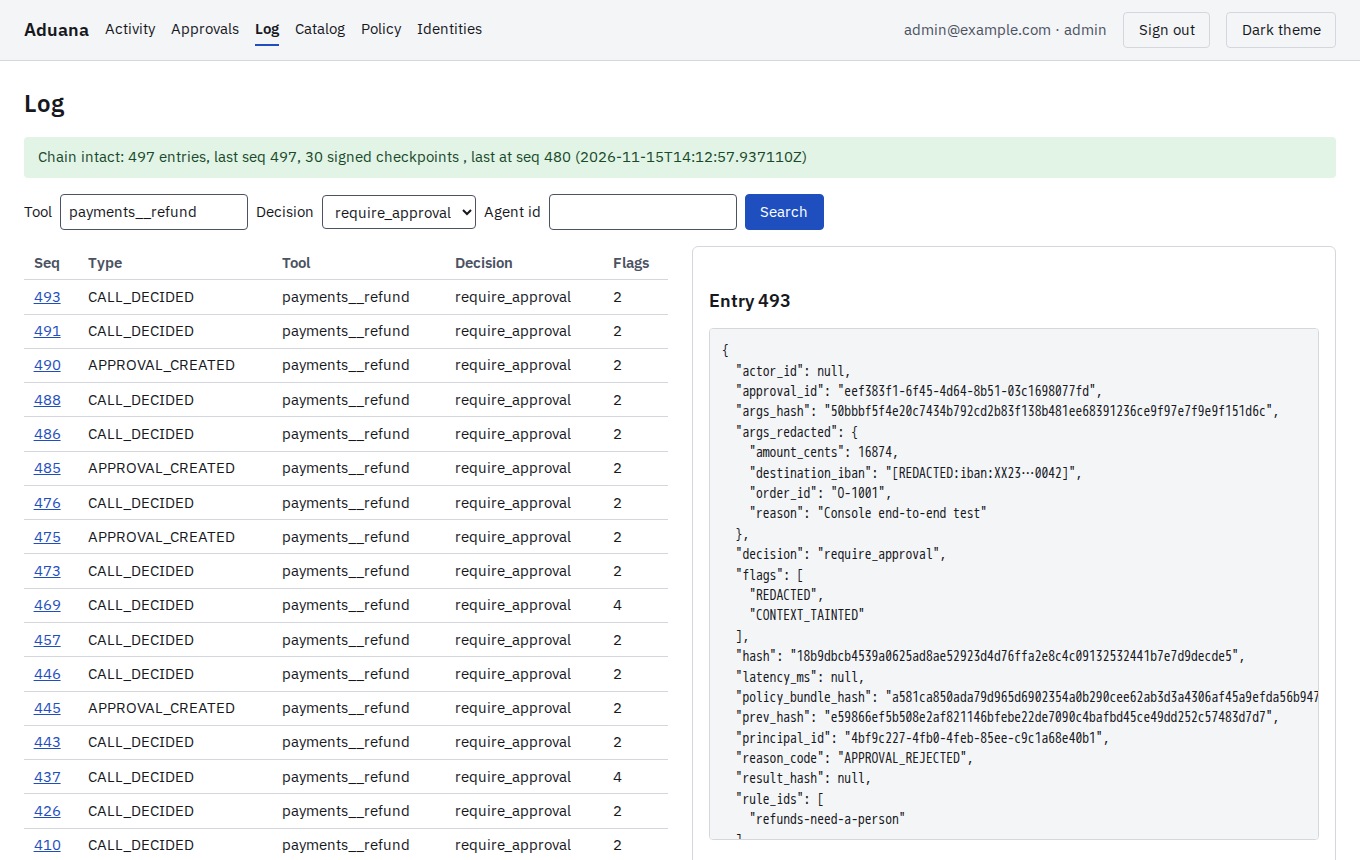 Aduana Activity Approvals Log Catalog Policy Identities admin@example.com · admin Sign out Dark theme
Log
Chain intact: 497 entries, last seq 497, 30 signed checkpoints , last at seq 480 (2026-11-15T14:12:57.937110Z)
Tool payments__refund Decision require_approval Agent id Search
Seq Type Tool Decision Flags
493 CALL_DECIDED payments__refund require_approval 2
491 CALL_DECIDED payments__refund require_approval 2
490 APPROVAL_CREATED payments__refund require_approval 2
488 CALL_DECIDED payments__refund require_approval 2
486 CALL_DECIDED payments__refund require_approval 2
485 APPROVAL_CREATED payments__refund require_approval 2
476 CALL_DECIDED payments__refund require_approval 2
475 APPROVAL_CREATED payments__refund require_approval 2
473 CALL_DECIDED payments__refund require_approval 2
469 CALL_DECIDED payments__refund require_approval 4
457 CALL_DECIDED payments__refund require_approval 2
446 CALL_DECIDED payments__refund require_approval 2
445 APPROVAL_CREATED payments__refund require_approval 2
443 CALL_DECIDED payments__refund require_approval 2
437 CALL_DECIDED payments__refund require_approval 4
426 CALL_DECIDED payments__refund require_approval 2
410 CALL_DECIDED payments__refund require_approval 2
Entry 493
{
"actor_id": null,
"approval_id": "eef383f1-6f45-4d64-8b51-03c1698077fd",
"args_hash": "50bbbf5f4e20c7434b792cd2b83f138b481ee68391236ce9f97e7f9e9f151d6c",
"args_redacted": {
"amount_cents": 16874,
"destination_iban": "[REDACTED:iban:XX23···0042]",
"order_id": "O-1001",
"reason": "Console end-to-end test"
},
"decision": "require_approval",
"flags": [
"REDACTED",
"CONTEXT_TAINTED"
],
"hash": "18b9dbcb4539a0625ad8ae52923d4d76ffa2e8c4c09132532441b7e7d9decde5",
"latency_ms": null,
"policy_bundle_hash": "a581ca850ada79d965d6902354a0b290cee62ab3d3a4306af45a9efda56b947
"prev_hash": "e59866ef5b508e2af821146bfebe22de7090c4bafbd45ce49dd252c57483d7d7",
"principal_id": "4bf9c227-4fb0-4feb-85ee-c9c1a68e40b1",
"reason_code": "APPROVAL_REJECTED",
"result_hash": null,
"rule_ids": [
"refunds-need-a-person"